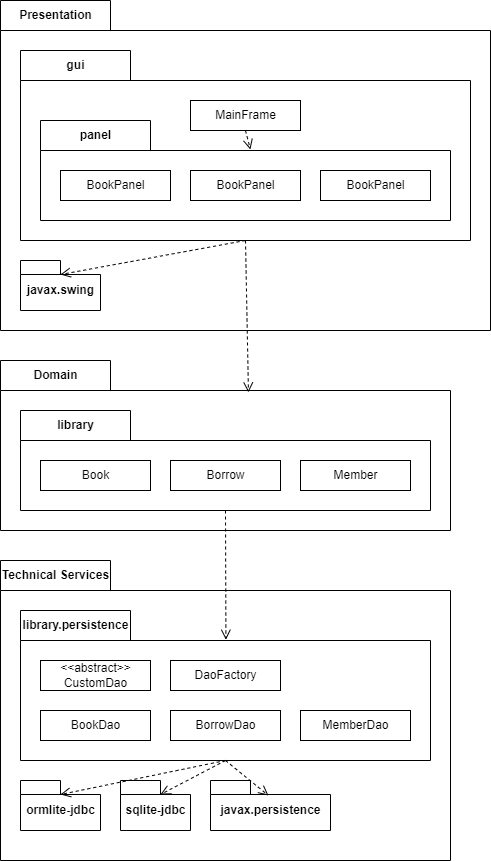 Presentation
gui
MainFrame
panel
BookPanel
BookPanel
BookPanel
javax.swing
Domain
library
Book
Borrow
Member
Technical Services
library.persistence
<<abstract>>
CustomDao
DaoFactory
BookDao
BorrowDao
MemberDao
ormlite-jdbc
sqlite-jdbc
javax.persistence